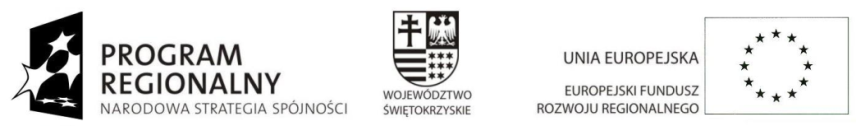 PROGRAM
REGIONALNY
NARODOWA STRATEGIA SPÓJNOŚCI
WOJEWÓDZTWO
ŚWIĘTOKRZYSKIE
UNIA EUROPEJSKA
EUROPEJSKI FUNDUSZ
ROZWOJU REGIONALNEGO